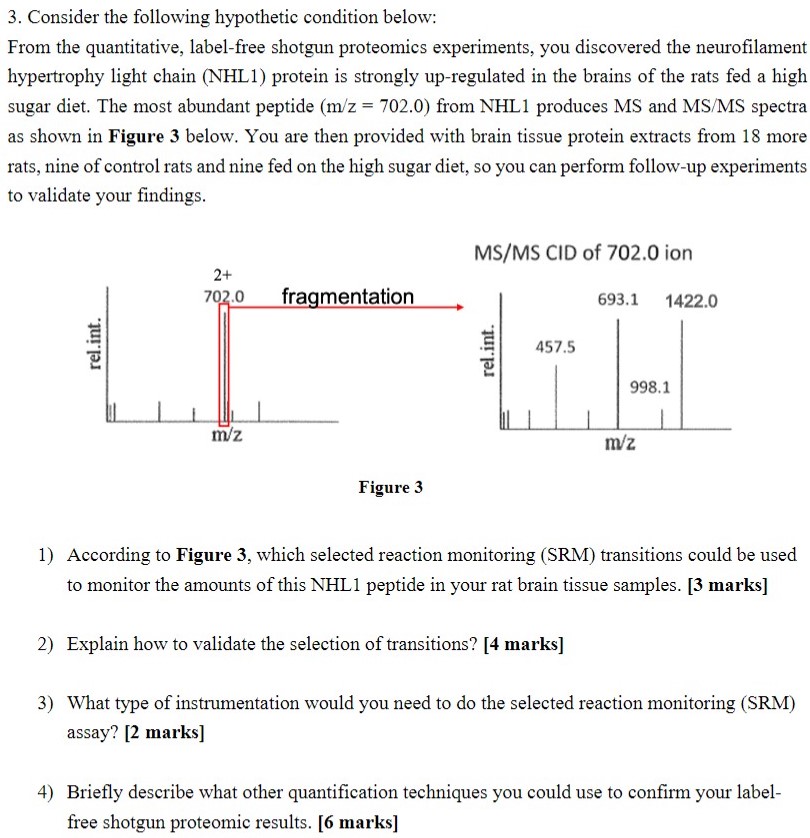 3. Consider the following hypothetic condition below:
From the quantitative, label-free shotgun proteomics experiments, you discovered the neurofilament
hypertrophy light chain (NHL1) protein is strongly up-regulated in the brains of the rats fed a high
sugar diet. The most abundant peptide (m/z = 702.0) from NHL1 produces MS and MS/MS spectra
as shown in Figure 3 below. You are then provided with brain tissue protein extracts from 18 more
rats, nine of control rats and nine fed on the high sugar diet, so you can perform follow-up experiments
to validate your findings.
MS/MS CID of 702.0 ion
2+
702.0
fragmentation
693.1
1422.0
rel.int.
rel.int.
457.5
998.1
m/z
m/z
Figure 3
1) According to Figure 3, which selected reaction monitoring (SRM) transitions could be used
to monitor the amounts of this NHL1 peptide in your rat brain tissue samples. [3 marks]
2) Explain how to validate the selection of transitions? [4 marks]
3) What type of instrumentation would you need to do the selected reaction monitoring (SRM)
assay? [2 marks]
4) Briefly describe what other quantification techniques you could use to confirm your label-
free shotgun proteomic results. [6 marks]